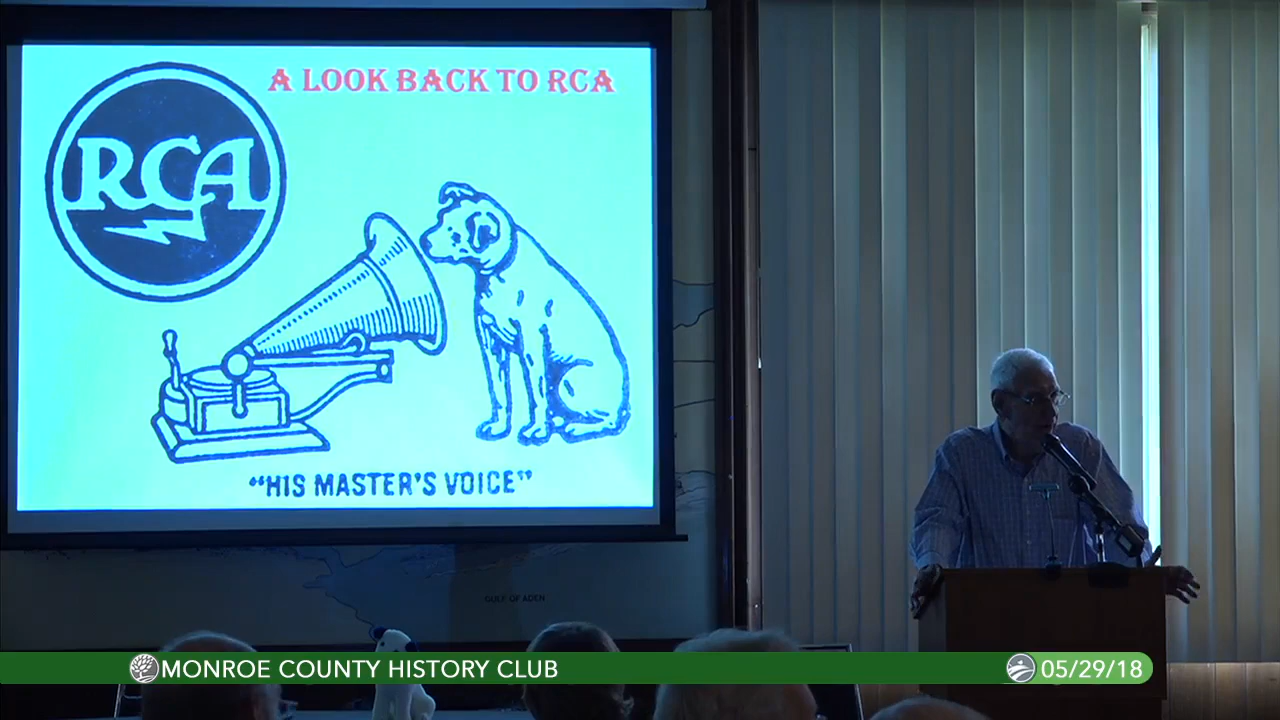 A LOOK BACK TO RCA
RCA
"HIS MASTER'S VOICE"
GULF OF ADEN
MONROE COUNTY HISTORY CLUB
05/29/18